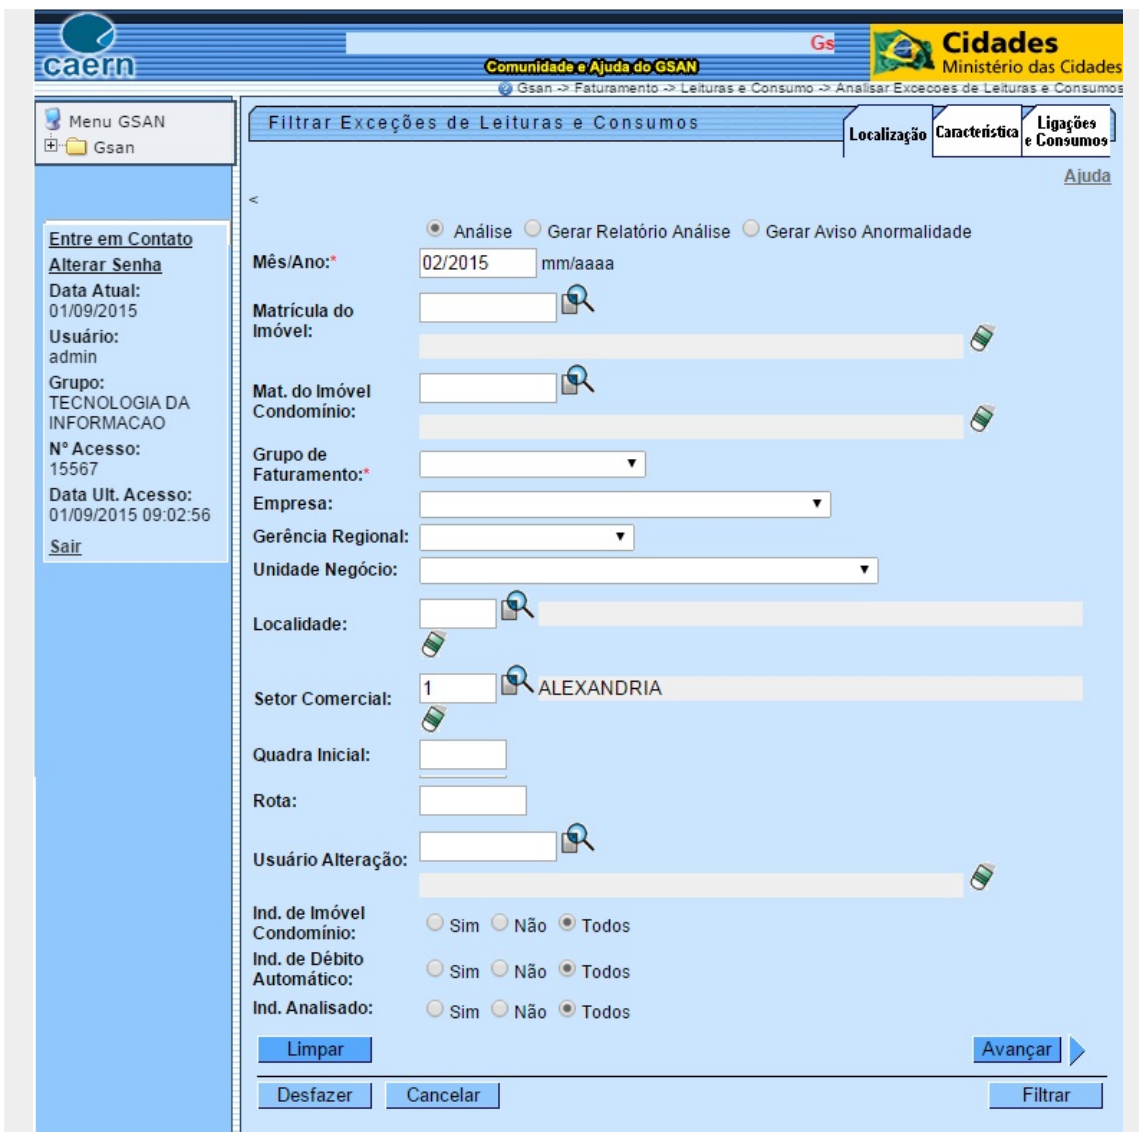 caern
Gs
Comunidade e Ajuda do GSAN
Cidades
Ministério das Cidades
Gsan -> Faturamento -> Leituras e Consumo -> Analisar Excecoes de Leituras e Consumos
Menu GSAN
Gsan
Filtrar Exceções de Leituras e Consumos
Localização
Característica
Ligações
e Consumos
Ajuda
<
Entre em Contato
Alterar Senha
Data Atual:
01/09/2015
Usuário:
admin
Grupo:
TECNOLOGIA DA
INFORMACAO
Nº Acesso:
15567
Data Ult. Acesso:
01/09/2015 09:02:56
Sair
Análise Gerar Relatório Análise Gerar Aviso Anormalidade
Mês/Ano:* 02/2015 mm/aaaa
Matrícula do
Imóvel:
Mat. do Imóvel
Condomínio:
Grupo de
Faturamento:*
Empresa:
Gerência Regional:
Unidade Negócio:
Localidade:
Setor Comercial: 1 ALEXANDRIA
Quadra Inicial:
Rota:
Usuário Alteração:
Ind. de Imóvel
Condomínio: Sim Não Todos
Ind. de Débito
Automático: Sim Não Todos
Ind. Analisado: Sim Não Todos
Limpar Avançar
Desfazer Cancelar Filtrar